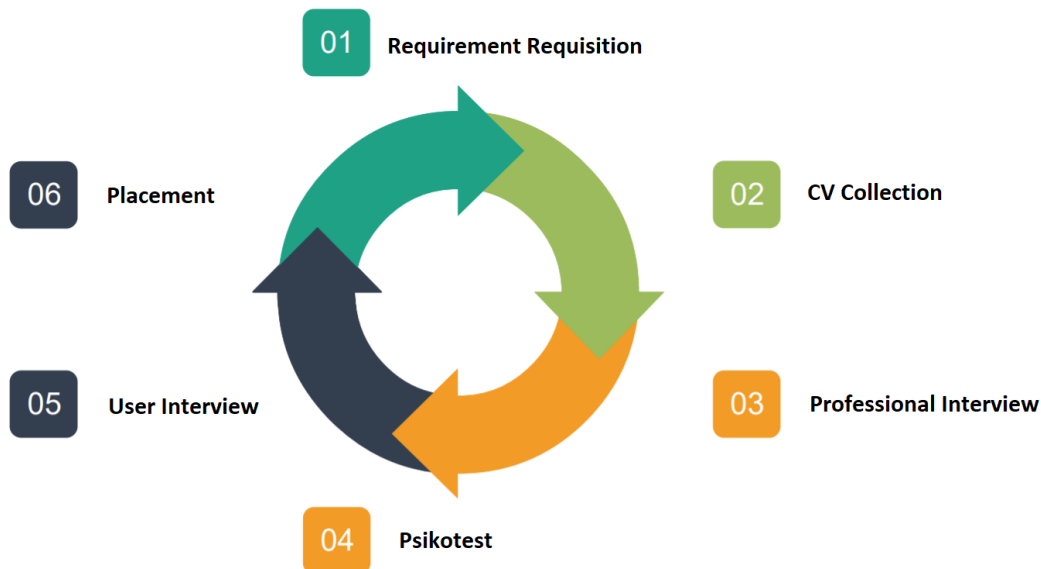 01 Requirement Requisition
02 CV Collection
03 Professional Interview
04 Psikotest
05 User Interview
06 Placement